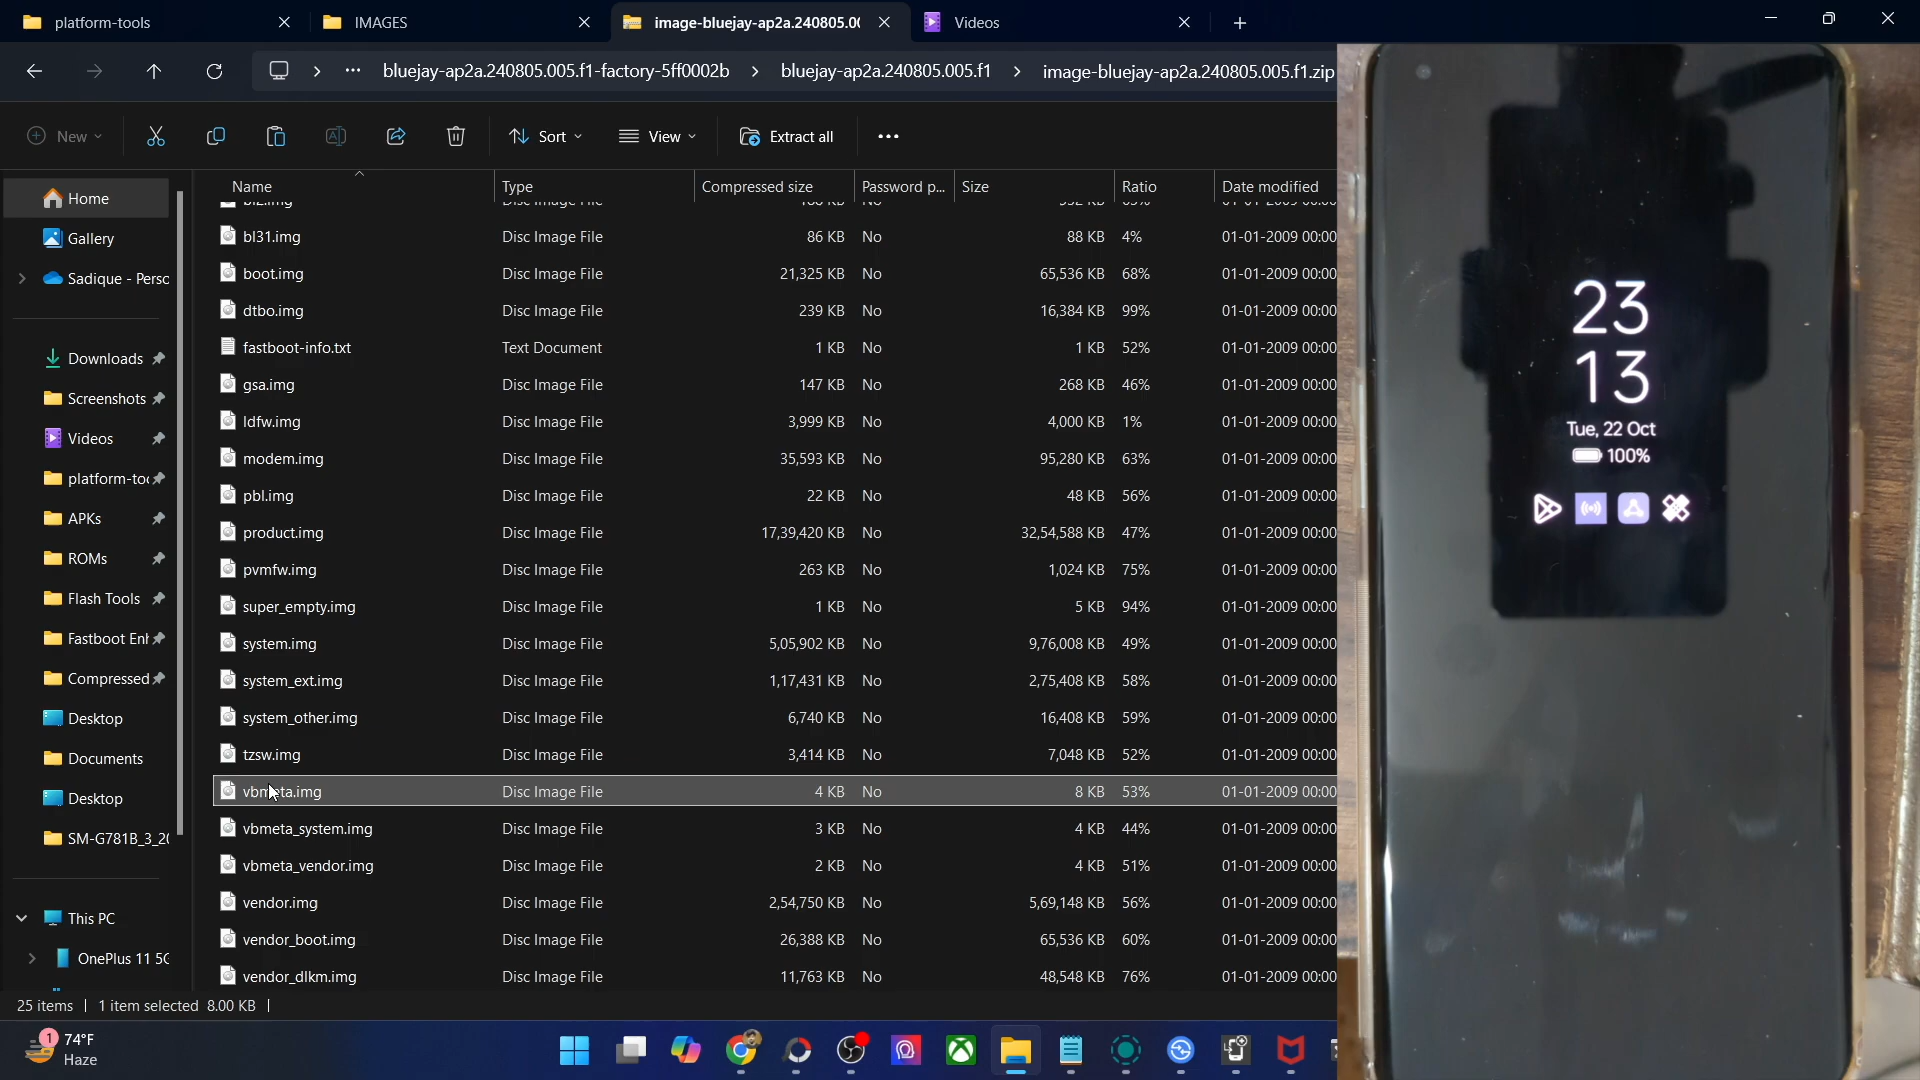 platform-tools
IMAGES
image-bluejay-ap2a.240805.00
Videos
bluejay-ap2a.240805.005.f1-factory-5ff0002b > bluejay-ap2a.240805.005.f1 > image-bluejay-ap2a.240805.005.f1.zip
New
Sort
View
Extract all
Name Type Compressed size Password p... Size Ratio Date modified
bl31.img Disc Image File 86 KB No 88 KB 4% 01-01-2009 00:00
boot.img Disc Image File 21,325 KB No 65,536 KB 68% 01-01-2009 00:00
dtbo.img Disc Image File 239 KB No 16,384 KB 99% 01-01-2009 00:00
fastboot-info.txt Text Document 1 KB No 1 KB 52% 01-01-2009 00:00
gsa.img Disc Image File 147 KB No 268 KB 46% 01-01-2009 00:00
ldfw.img Disc Image File 3,999 KB No 4,000 KB 1% 01-01-2009 00:00
modem.img Disc Image File 35,593 KB No 95,280 KB 63% 01-01-2009 00:00
pbl.img Disc Image File 22 KB No 48 KB 56% 01-01-2009 00:00
product.img Disc Image File 17,39,420 KB No 32,54,588 KB 47% 01-01-2009 00:00
pvmfw.img Disc Image File 263 KB No 1,024 KB 75% 01-01-2009 00:00
super_empty.img Disc Image File 1 KB No 5 KB 94% 01-01-2009 00:00
system.img Disc Image File 5,05,902 KB No 9,76,008 KB 49% 01-01-2009 00:00
system_ext.img Disc Image File 1,17,431 KB No 2,75,408 KB 58% 01-01-2009 00:00
system_other.img Disc Image File 6,740 KB No 16,408 KB 59% 01-01-2009 00:00
tzsw.img Disc Image File 3,414 KB No 7,048 KB 52% 01-01-2009 00:00
vbmeta.img Disc Image File 4 KB No 8 KB 53% 01-01-2009 00:00
vbmeta_system.img Disc Image File 3 KB No 4 KB 44% 01-01-2009 00:00
vbmeta_vendor.img Disc Image File 2 KB No 4 KB 51% 01-01-2009 00:00
vendor.img Disc Image File 2,54,750 KB No 5,69,148 KB 56% 01-01-2009 00:00
vendor_boot.img Disc Image File 26,388 KB No 65,536 KB 60% 01-01-2009 00:00
vendor_dlkm.img Disc Image File 11,763 KB No 48,548 KB 76% 01-01-2009 00:00
Home
Gallery
Sadique - Perso
Downloads
Screenshots
Videos
platform-too
APKs
ROMs
Flash Tools
Fastboot Enh
Compressed
Desktop
Documents
Desktop
SM-G781B_3_20
This PC
OnePlus 11 5G
25 items | 1 item selected 8.00 KB |
1
74°F
Haze
23
13
Tue, 22 Oct
100%